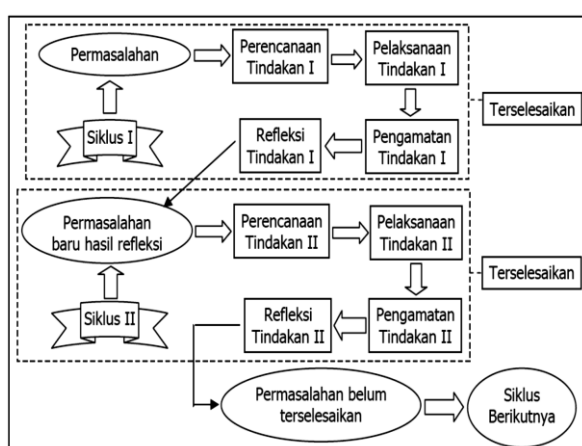 Permasalahan
Perencanaan
Tindakan I
Pelaksanaan
Tindakan I
Terselesaikan
Siklus I
Refleksi
Tindakan I
Pengamatan
Tindakan I
Permasalahan
baru hasil refleksi
Perencanaan
Tindakan II
Pelaksanaan
Tindakan II
Terselesaikan
Siklus II
Refleksi
Tindakan II
Pengamatan
Tindakan II
Permasalahan belum
terselesaikan
Siklus
Berikutnya